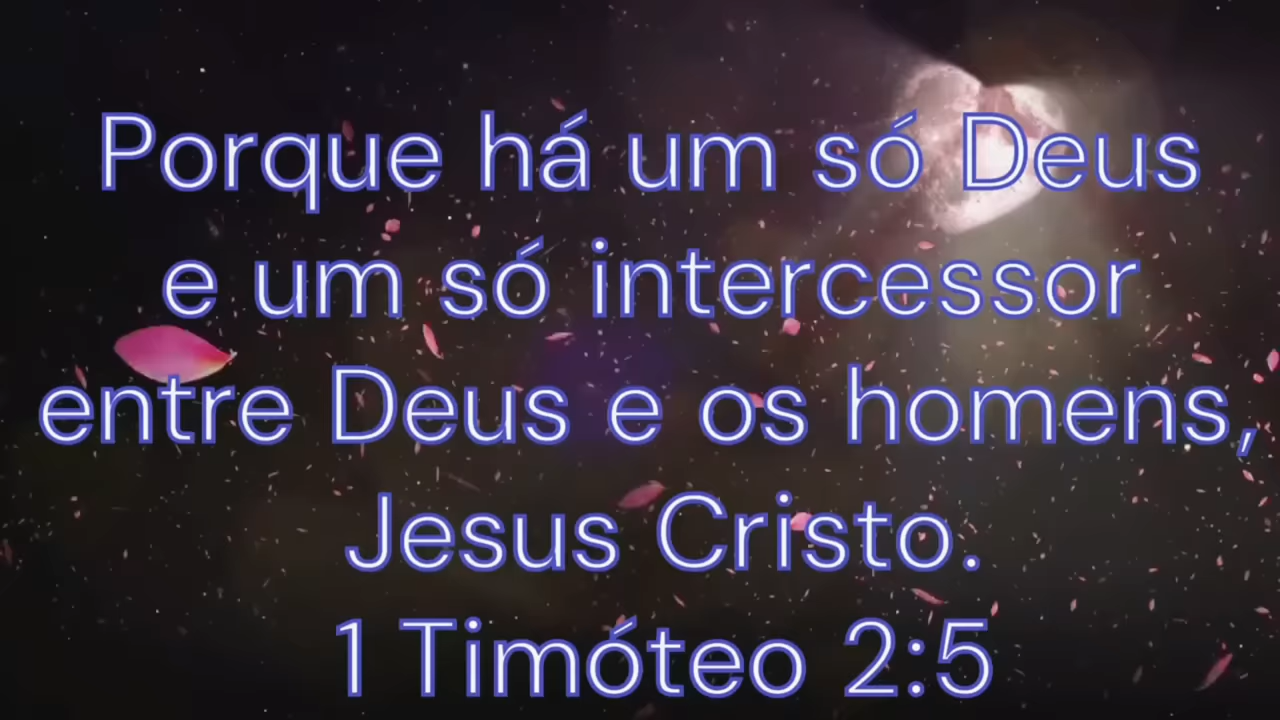 Porque há um só Deus
e um só intercessor
entre Deus e os homens,
Jesus Cristo.
1 Timóteo 2:5